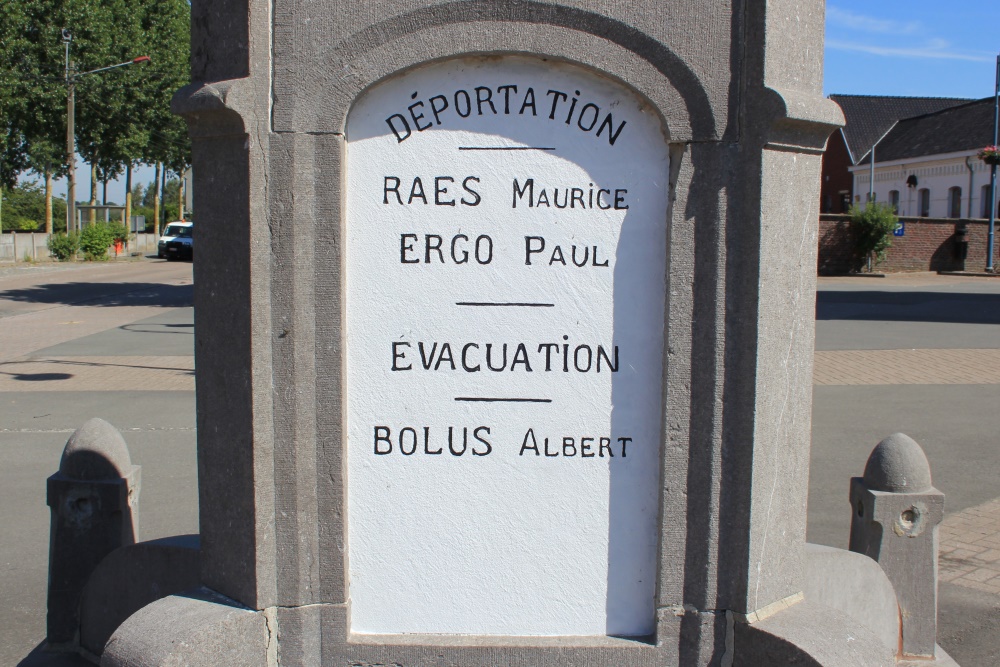 DÉPORTATION
RAES MAURICE
ERGO PAUL
ÉVACUATION
BOLUS ALBERT